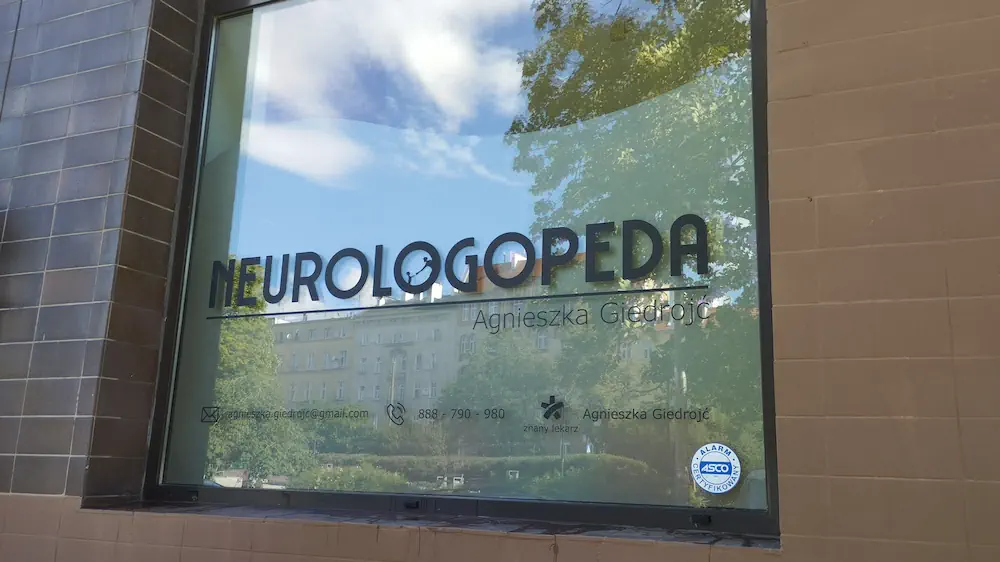 NEUROLOGOPEDA
Agnieszka Giedrojć
agnieszka.giedrojc@gmail.com
888 - 790 - 980
znany lekarz
Agnieszka Giedrojć
ALARM
ASCO
CERTYFIKOWANY